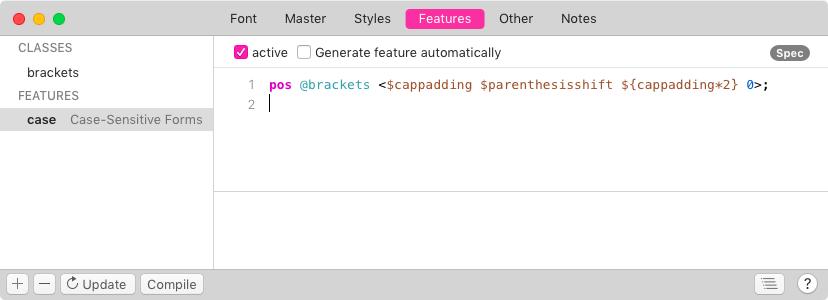 Font Master Styles Features Other Notes
CLASSES
brackets
FEATURES
case Case-Sensitive Forms
active Generate feature automatically Spec
1 pos @brackets <$cappadding $parenthesisshift ${cappadding*2} 0>;
2
+ − Update Compile ?